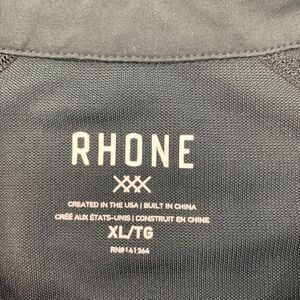 RHONE
XXX
CREATED IN THE USA | BUILT IN CHINA
CRÉÉ AUX ÉTATS-UNIS | CONSTRUIT EN CHINE
XL/TG
RN#141364